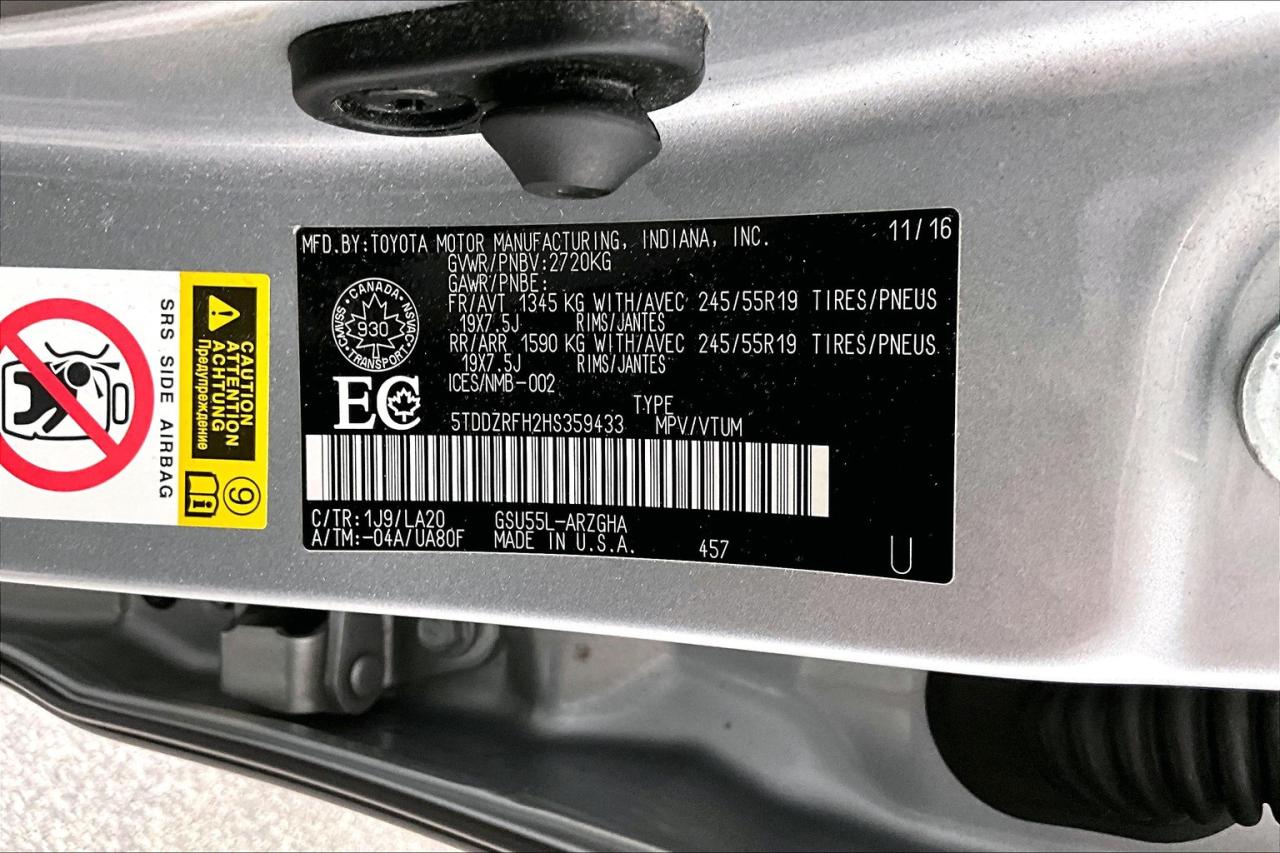 MFD.BY:TOYOTA MOTOR MANUFACTURING, INDIANA, INC. 11/16
GVWR/PNBV:2720KG
GAWR/PNBE:
FR/AVT 1345 KG WITH/AVEC 245/55R19 TIRES/PNEUS
19X7.5J RIMS/JANTES
RR/ARR 1590 KG WITH/AVEC 245/55R19 TIRES/PNEUS
19X7.5J RIMS/JANTES
ICES/NMB-002
TYPE
5TDDZRFH2HS359433 MPV/VTUM
CANADA
CMVSS 930 NSVAC
TRANSPORT
EC
C/TR:1J9/LA20 GSU55L-ARZGHA
A/TM:-04A/UA80F MADE IN U.S.A. 457 U
SRS SIDE AIRBAG
CAUTION
ATTENTION
ACHTUNG
Предупреждение
9